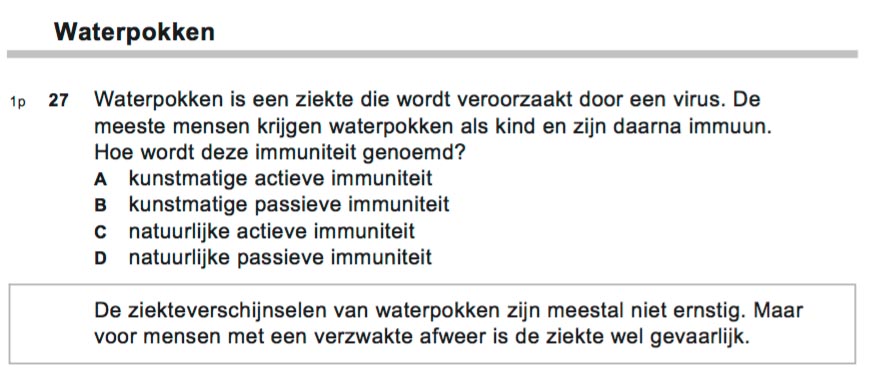 Waterpokken
1p 27 Waterpokken is een ziekte die wordt veroorzaakt door een virus. De
meeste mensen krijgen waterpokken als kind en zijn daarna immuun.
Hoe wordt deze immuniteit genoemd?
A kunstmatige actieve immuniteit
B kunstmatige passieve immuniteit
C natuurlijke actieve immuniteit
D natuurlijke passieve immuniteit
De ziekteverschijnselen van waterpokken zijn meestal niet ernstig. Maar
voor mensen met een verzwakte afweer is de ziekte wel gevaarlijk.